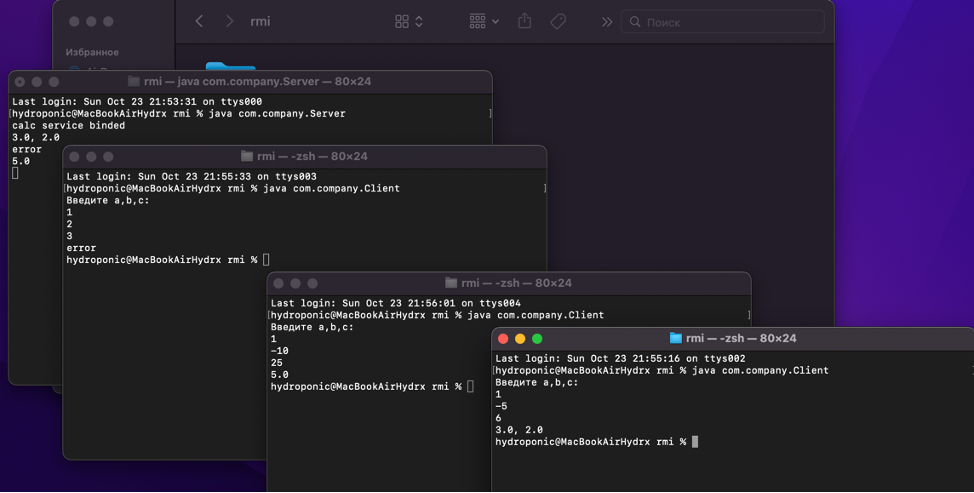 rmi
Поиск
Избранное
rmi — java com.company.Server — 80×24
Last login: Sun Oct 23 21:53:31 on ttys000
[hydroponic@MacBookAirHydrx rmi % java com.company.Server ]
calc service binded
3.0, 2.0
error
5.0
rmi — -zsh — 80×24
Last login: Sun Oct 23 21:55:33 on ttys003
[hydroponic@MacBookAirHydrx rmi % java com.company.Client ]
Введите a,b,c:
1
2
3
error
hydroponic@MacBookAirHydrx rmi %
rmi — -zsh — 80×24
Last login: Sun Oct 23 21:56:01 on ttys004
[hydroponic@MacBookAirHydrx rmi % java com.company.Client ]
Введите a,b,c:
1
-10
25
5.0
hydroponic@MacBookAirHydrx rmi %
rmi — -zsh — 80×24
Last login: Sun Oct 23 21:55:16 on ttys002
[hydroponic@MacBookAirHydrx rmi % java com.company.Client ]
Введите a,b,c:
1
-5
6
3.0, 2.0
hydroponic@MacBookAirHydrx rmi %